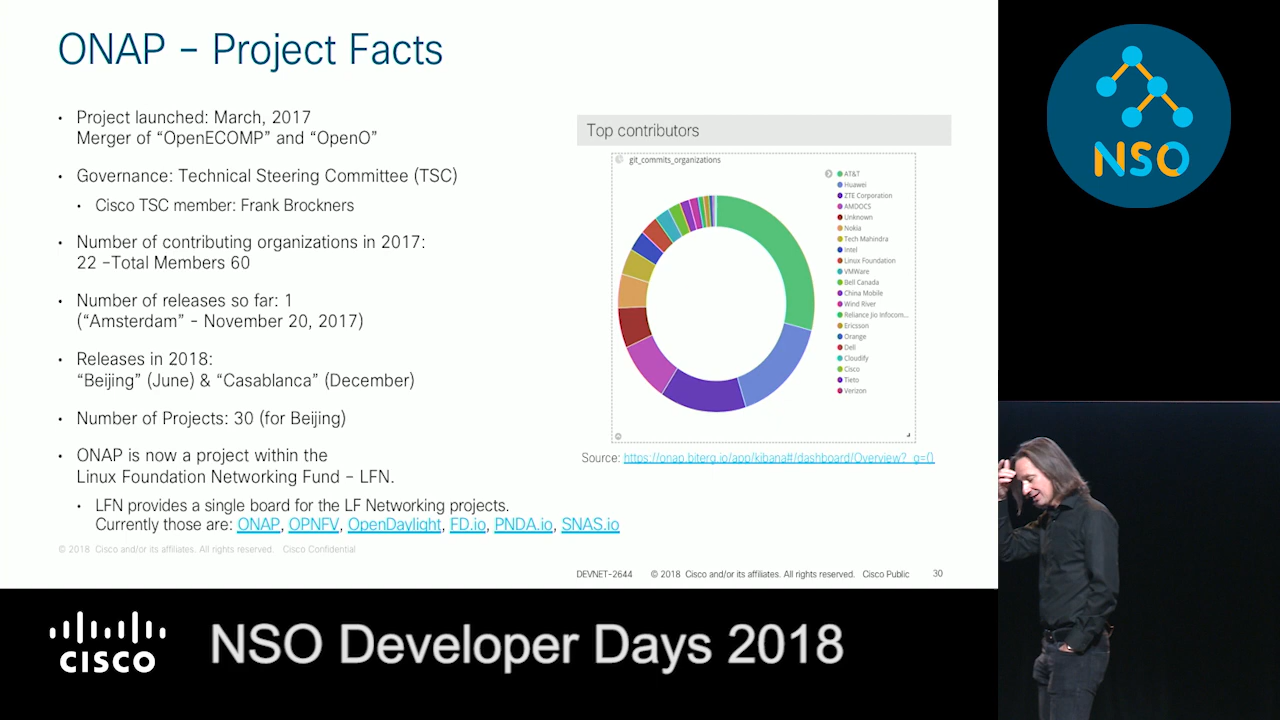 ONAP – Project Facts
• Project launched: March, 2017
Merger of “OpenECOMP” and “OpenO”
• Governance: Technical Steering Committee (TSC)
• Cisco TSC member: Frank Brockners
• Number of contributing organizations in 2017:
22 –Total Members 60
• Number of releases so far: 1
(“Amsterdam” - November 20, 2017)
• Releases in 2018:
“Beijing” (June) & “Casablanca” (December)
• Number of Projects: 30 (for Beijing)
• ONAP is now a project within the
Linux Foundation Networking Fund – LFN.
• LFN provides a single board for the LF Networking projects.
Currently those are: ONAP, OPNFV, OpenDaylight, FD.io, PNDA.io, SNAS.io
© 2018 Cisco and/or its affiliates. All rights reserved. Cisco Confidential
Top contributors
git_commits_organizations
AT&T
Huawei
ZTE Corporation
AMDOCS
Unknown
Nokia
Tech Mahindra
Intel
Linux Foundation
VMWare
Bell Canada
China Mobile
Wind River
Reliance Jio Infocom...
Ericsson
Orange
Dell
Cloudify
Cisco
Tieto
Verizon
Source: https://onap.biterg.io/app/kibana#/dashboard/Overview?_g=()
DEVNET-2644 © 2018 Cisco and/or its affiliates. All rights reserved. Cisco Public 30
NSO
CISCO
NSO Developer Days 2018